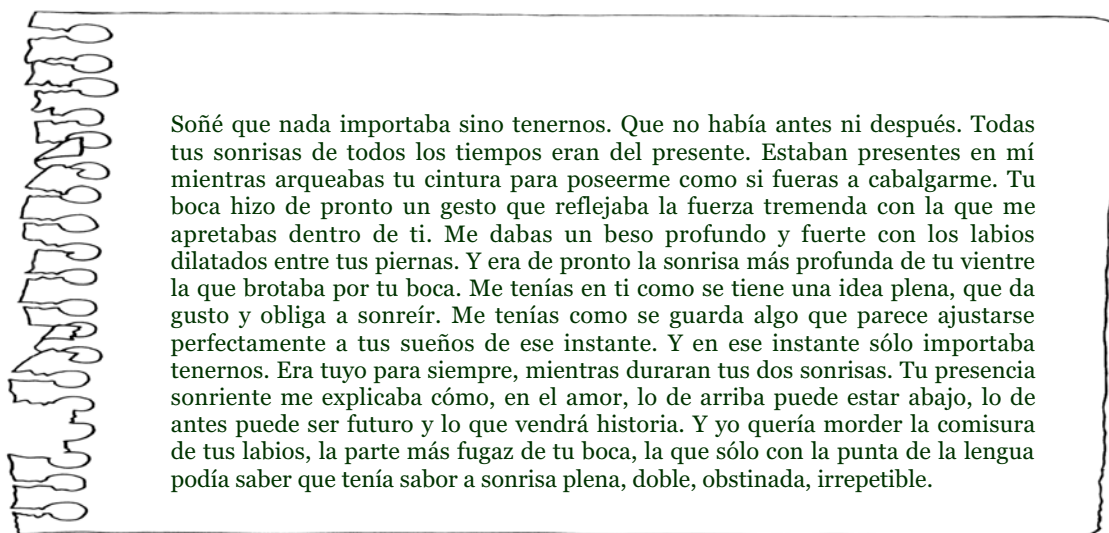 Soñé que nada importaba sino tenernos. Que no había antes ni después. Todas
tus sonrisas de todos los tiempos eran del presente. Estaban presentes en mí
mientras arqueabas tu cintura para poseerme como si fueras a cabalgarme. Tu
boca hizo de pronto un gesto que reflejaba la fuerza tremenda con la que me
apretabas dentro de ti. Me dabas un beso profundo y fuerte con los labios
dilatados entre tus piernas. Y era de pronto la sonrisa más profunda de tu vientre
la que brotaba por tu boca. Me tenías en ti como se tiene una idea plena, que da
gusto y obliga a sonreír. Me tenías como se guarda algo que parece ajustarse
perfectamente a tus sueños de ese instante. Y en ese instante sólo importaba
tenernos. Era tuyo para siempre, mientras duraran tus dos sonrisas. Tu presencia
sonriente me explicaba cómo, en el amor, lo de arriba puede estar abajo, lo de
antes puede ser futuro y lo que vendrá historia. Y yo quería morder la comisura
de tus labios, la parte más fugaz de tu boca, la que sólo con la punta de la lengua
podía saber que tenía sabor a sonrisa plena, doble, obstinada, irrepetible.